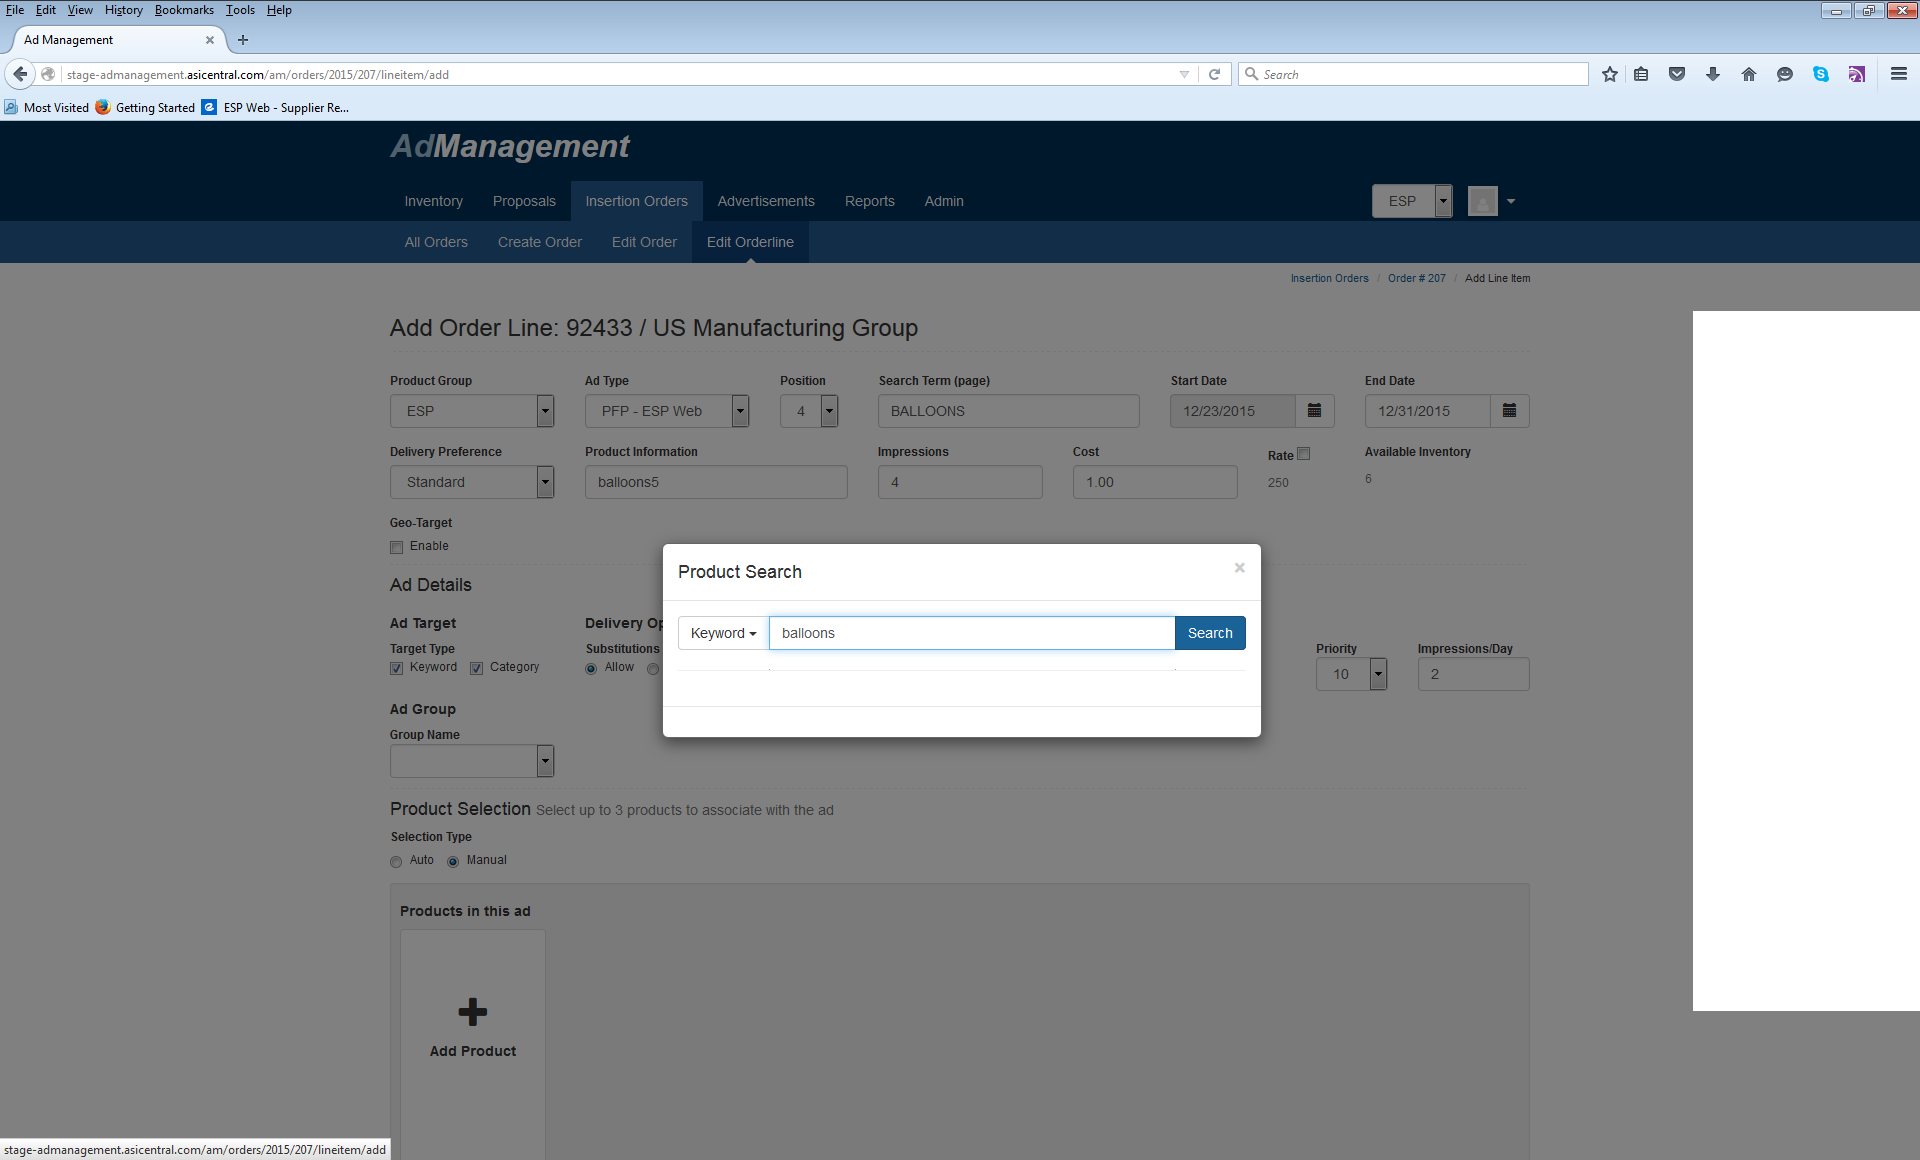 File Edit View History Bookmarks Tools Help
Ad Management
stage-admanagement.asicentral.com/am/orders/2015/207/lineitem/add
Search
Most Visited Getting Started ESP Web - Supplier Re...
AdManagement
Inventory Proposals Insertion Orders Advertisements Reports Admin ESP
All Orders Create Order Edit Order Edit Orderline
Insertion Orders / Order # 207 / Add Line Item
Add Order Line: 92433 / US Manufacturing Group
Product Group Ad Type Position Search Term (page) Start Date End Date
ESP PFP - ESP Web 4 BALLOONS 12/23/2015 12/31/2015
Delivery Preference Product Information Impressions Cost Rate Available Inventory
Standard balloons5 4 1.00 250 6
Geo-Target
Enable
Product Search ×
Ad Details
Keyword balloons Search
Ad Target Delivery Op
Target Type Substitutions Priority Impressions/Day
Keyword Category Allow 10 2
Ad Group
Group Name
Product Selection Select up to 3 products to associate with the ad
Selection Type
Auto Manual
Products in this ad
Add Product
stage-admanagement.asicentral.com/am/orders/2015/207/lineitem/add